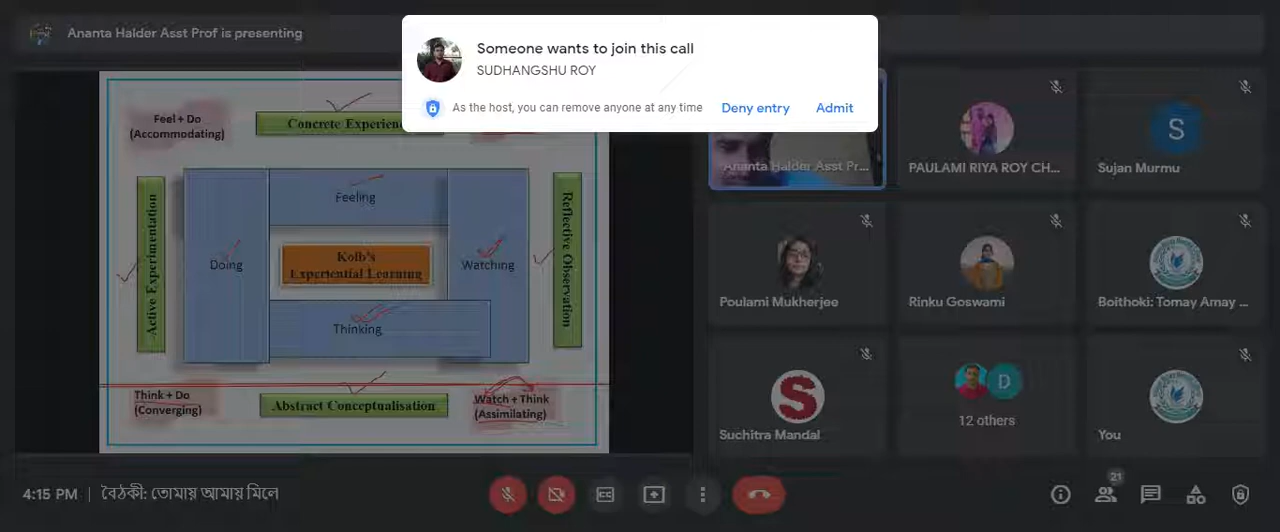 Ananta Halder Asst Prof is presenting
Someone wants to join this call
SUDHANGSHU ROY
As the host, you can remove anyone at any time
Deny entry
Admit
Feel + Do
(Accommodating)
Concrete Experien
Feeling
Active Experimentation
Doing
Kolb's
Experiential Learning
Watching
Reflective Observation
Thinking
Think + Do
(Converging)
Abstract Conceptualisation
Watch + Think
(Assimilating)
Ananta Halder Asst Pr...
PAULAMI RIYA ROY CH...
Sujan Murmu
S
Poulami Mukherjee
Rinku Goswami
Boithoki: Tomay Amay ...
S
Suchitra Mandal
D
12 others
You
4:15 PM | বৈঠকী: তোমায় আমায় মিলে
CC
21